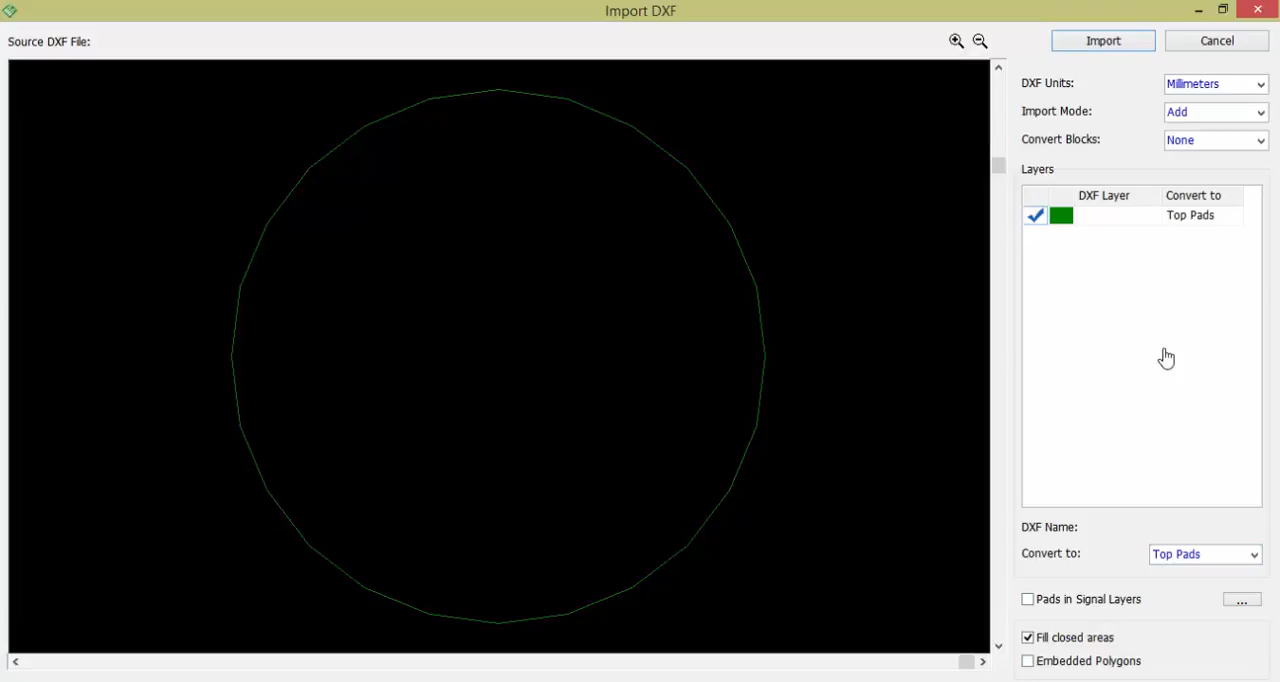 Import DXF
Source DXF File:
Import
Cancel
DXF Units:
Millimeters
Import Mode:
Add
Convert Blocks:
None
Layers
DXF Layer
Convert to
Top Pads
DXF Name:
Convert to:
Top Pads
Pads in Signal Layers
...
Fill closed areas
Embedded Polygons